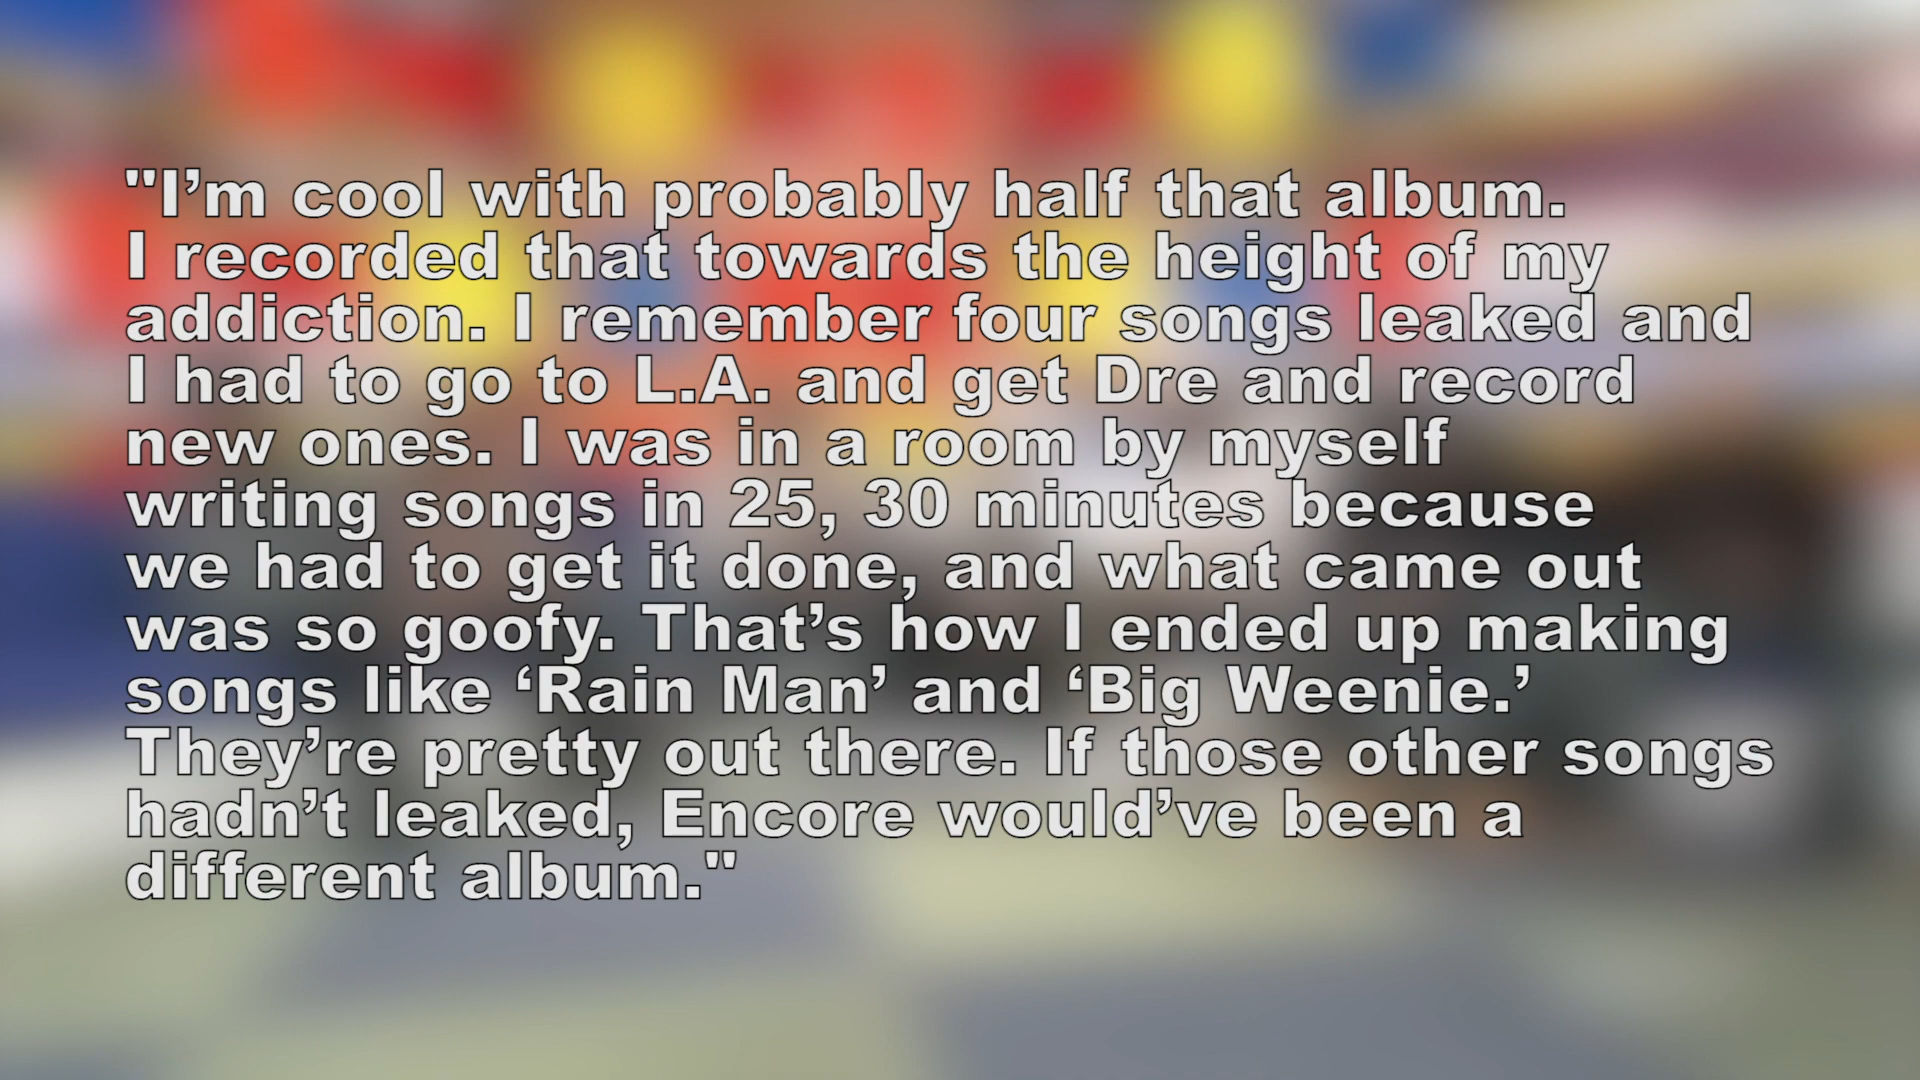 "I’m cool with probably half that album.
I recorded that towards the height of my
addiction. I remember four songs leaked and
I had to go to L.A. and get Dre and record
new ones. I was in a room by myself
writing songs in 25, 30 minutes because
we had to get it done, and what came out
was so goofy. That’s how I ended up making
songs like ‘Rain Man’ and ‘Big Weenie.’
They’re pretty out there. If those other songs
hadn’t leaked, Encore would’ve been a
different album."